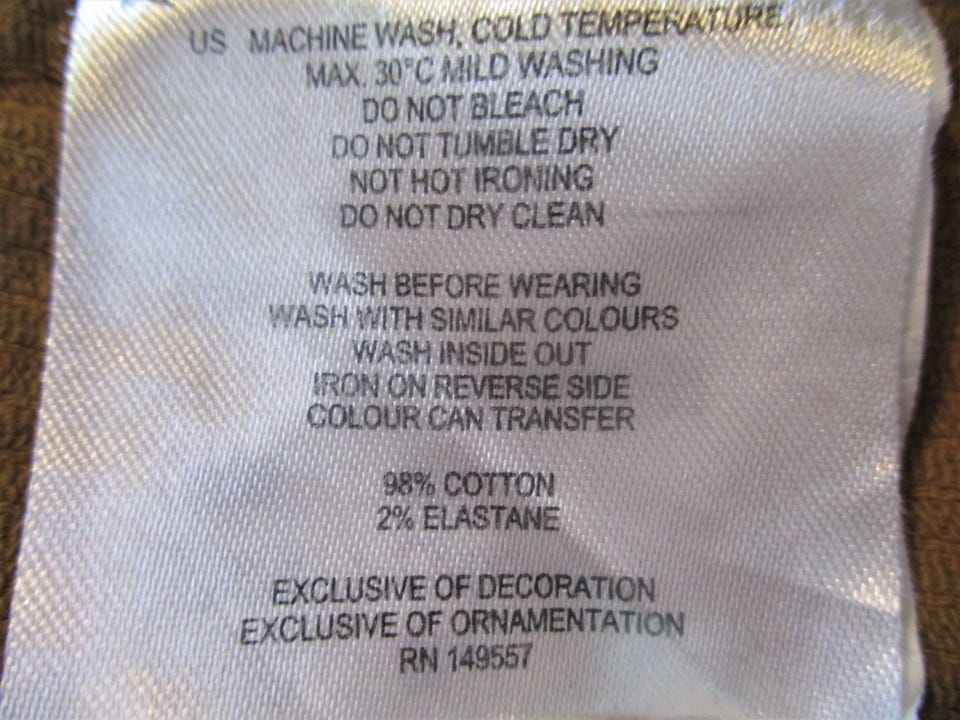 US MACHINE WASH, COLD TEMPERATURE,
MAX. 30°C MILD WASHING
DO NOT BLEACH
DO NOT TUMBLE DRY
NOT HOT IRONING
DO NOT DRY CLEAN
WASH BEFORE WEARING
WASH WITH SIMILAR COLOURS
WASH INSIDE OUT
IRON ON REVERSE SIDE
COLOUR CAN TRANSFER
98% COTTON
2% ELASTANE
EXCLUSIVE OF DECORATION
EXCLUSIVE OF ORNAMENTATION
RN 149557